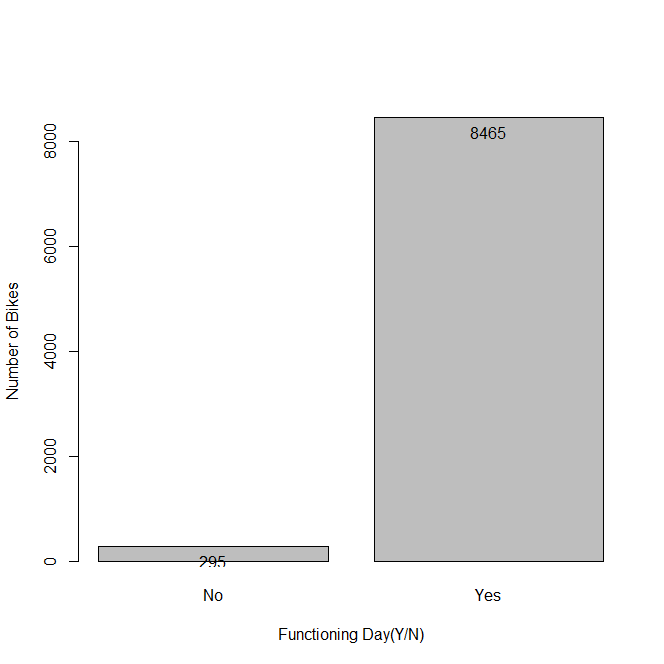 8000
6000
4000
2000
0
Number of Bikes
8465
295
No
Yes
Functioning Day(Y/N)